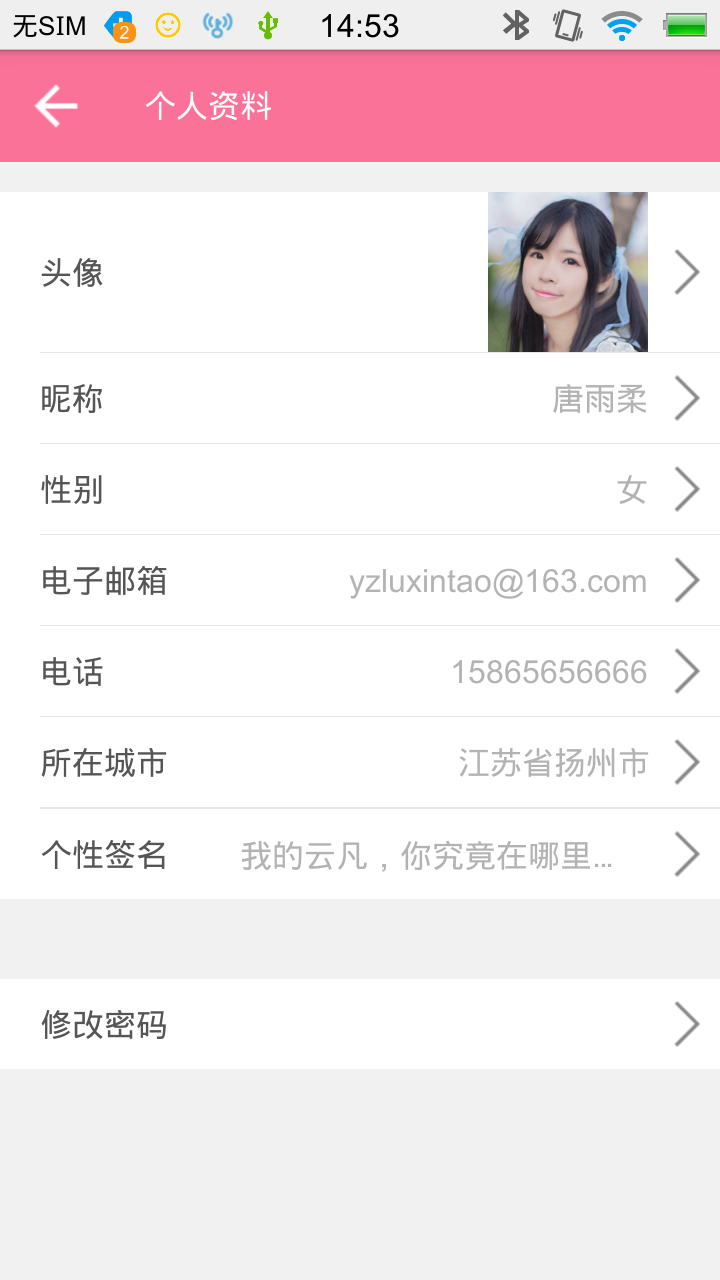 无SIM 2 14:53
个人资料
头像
昵称 唐雨柔
性别 女
电子邮箱 yzluxintao@163.com
电话 15865656666
所在城市 江苏省扬州市
个性签名 我的云凡，你究竟在哪里...
修改密码